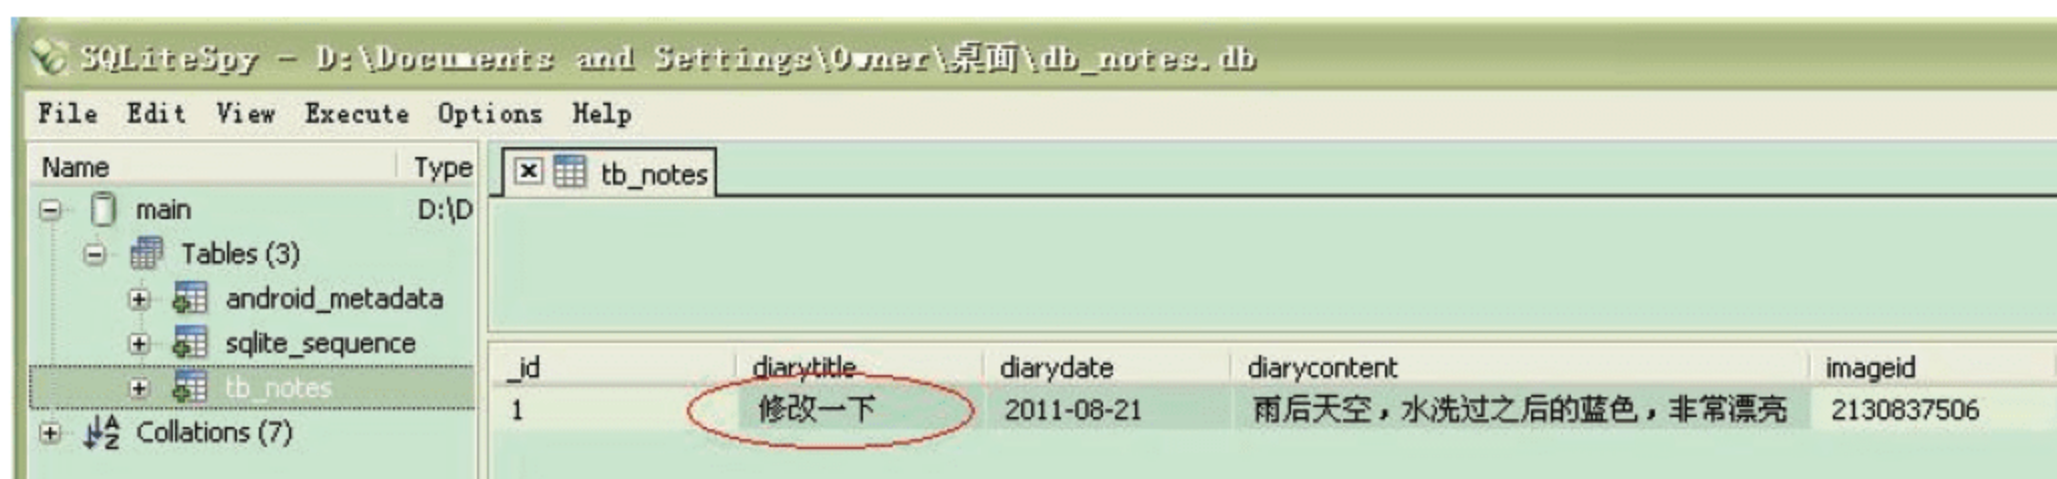 SQLiteSpy - D:\Documents and Settings\Owner\桌面\db_notes.db
File Edit View Execute Options Help
Name Type
main D:\D
Tables (3)
android_metadata
sqlite_sequence
tb_notes
Collations (7)
tb_notes
_id diarytitle diarydate diarycontent imageid
1 修改一下 2011-08-21 雨后天空，水洗过之后的蓝色，非常漂亮 2130837506